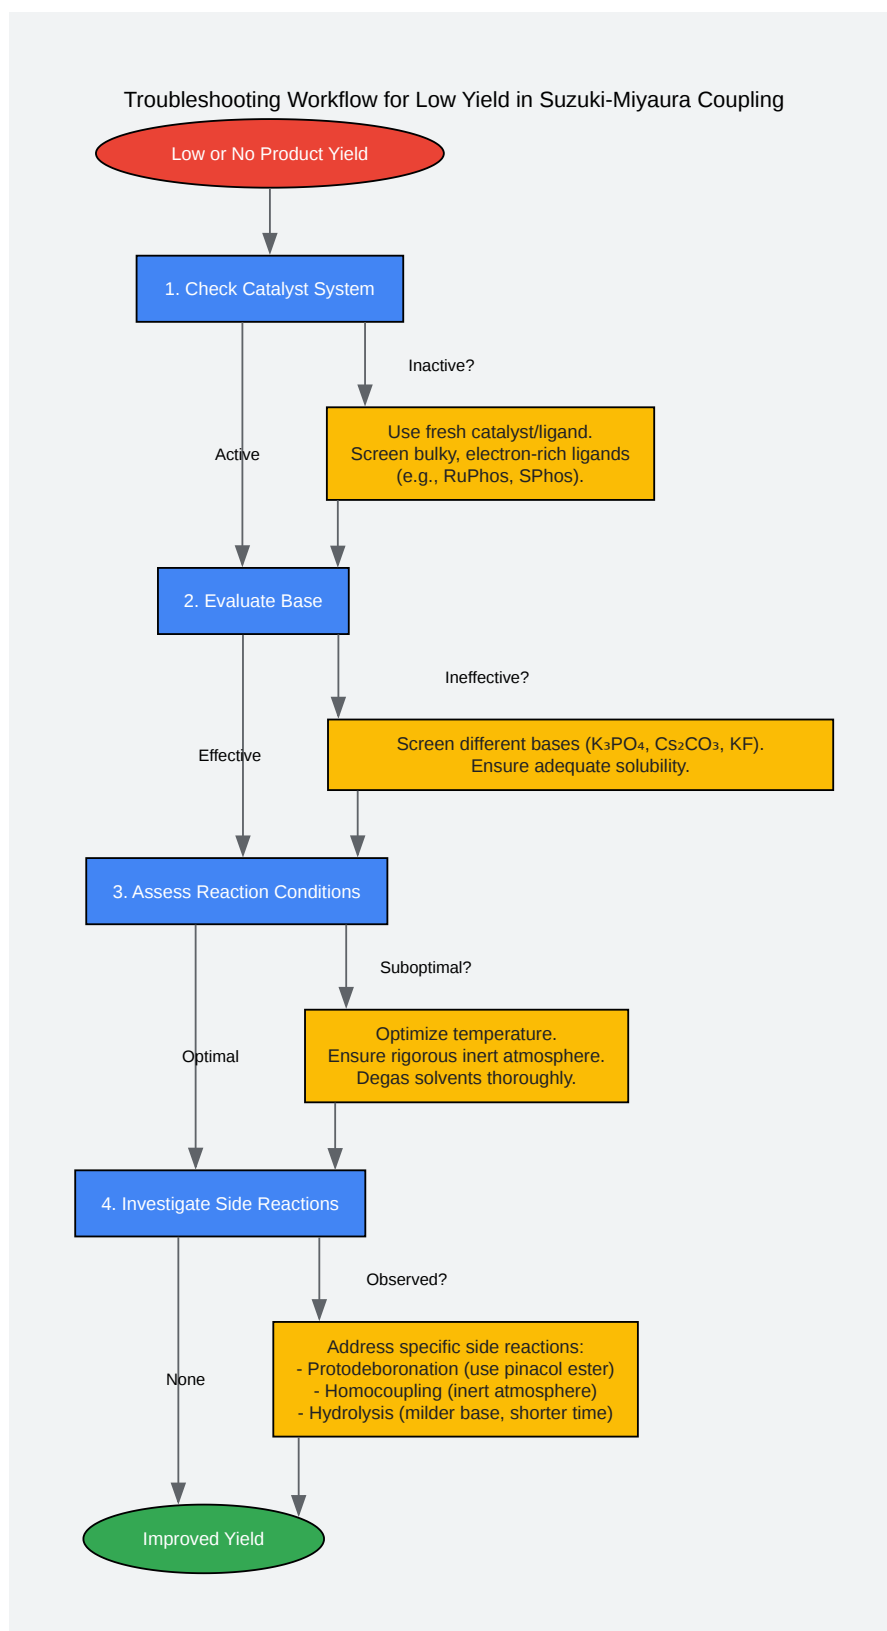 Troubleshooting Workflow for Low Yield in Suzuki-Miyaura Coupling
Low or No Product Yield
1. Check Catalyst System
Inactive?
Use fresh catalyst/ligand.
Screen bulky, electron-rich ligands
(e.g., RuPhos, SPhos).
Active
2. Evaluate Base
Ineffective?
Screen different bases (K₃PO₄, Cs₂CO₃, KF).
Ensure adequate solubility.
Effective
3. Assess Reaction Conditions
Suboptimal?
Optimize temperature.
Ensure rigorous inert atmosphere.
Degas solvents thoroughly.
Optimal
4. Investigate Side Reactions
Observed?
Address specific side reactions:
- Protodeboronation (use pinacol ester)
- Homocoupling (inert atmosphere)
- Hydrolysis (milder base, shorter time)
None
Improved Yield